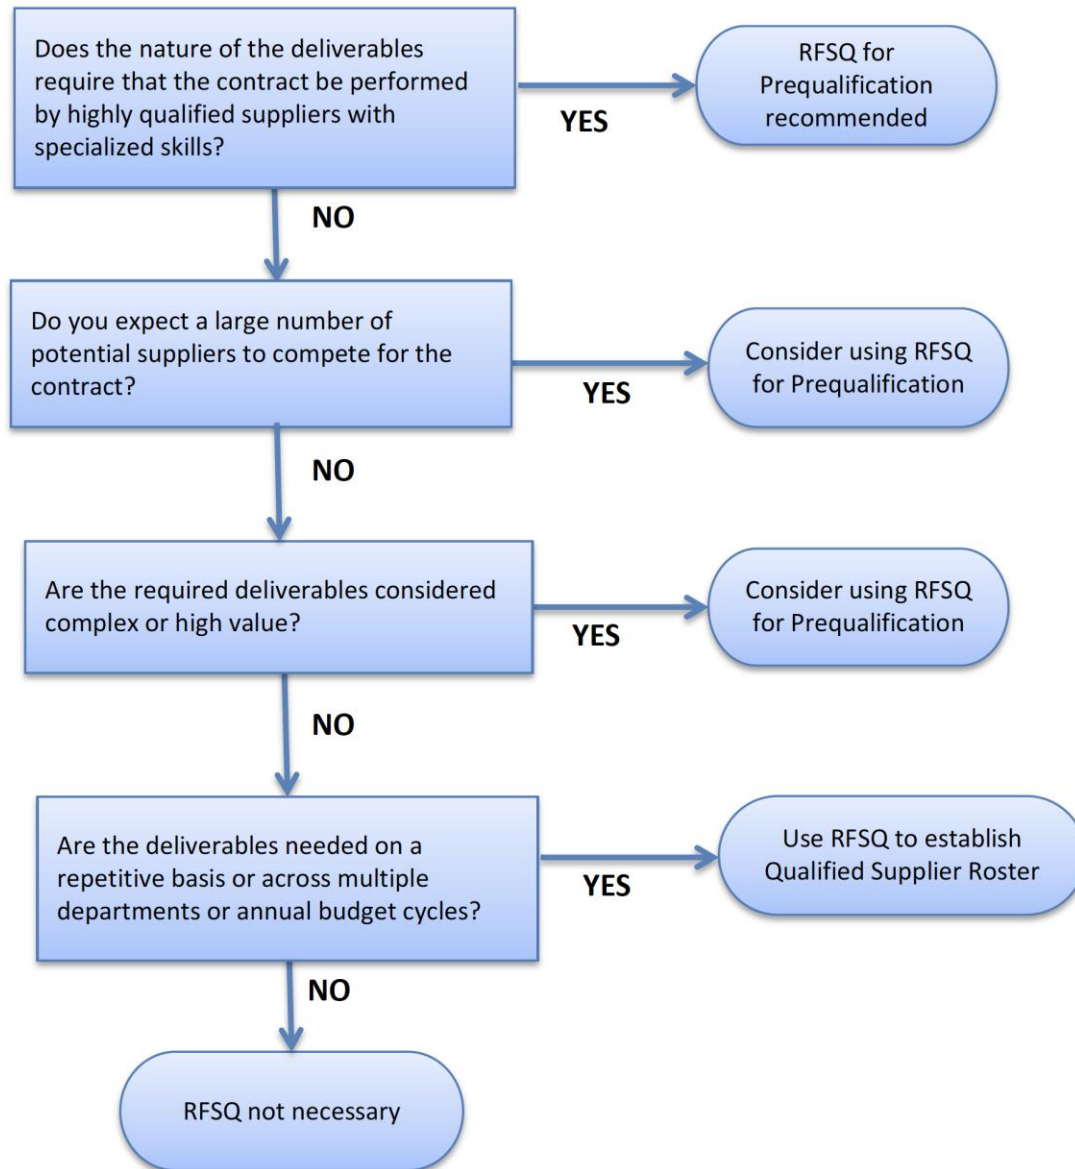 Does the nature of the deliverables
require that the contract be performed
by highly qualified suppliers with
specialized skills?
YES
RFSQ for
Prequalification
recommended
NO
Do you expect a large number of
potential suppliers to compete for the
contract?
YES
Consider using RFSQ
for Prequalification
NO
Are the required deliverables considered
complex or high value?
YES
Consider using RFSQ
for Prequalification
NO
Are the deliverables needed on a
repetitive basis or across multiple
departments or annual budget cycles?
YES
Use RFSQ to establish
Qualified Supplier Roster
NO
RFSQ not necessary